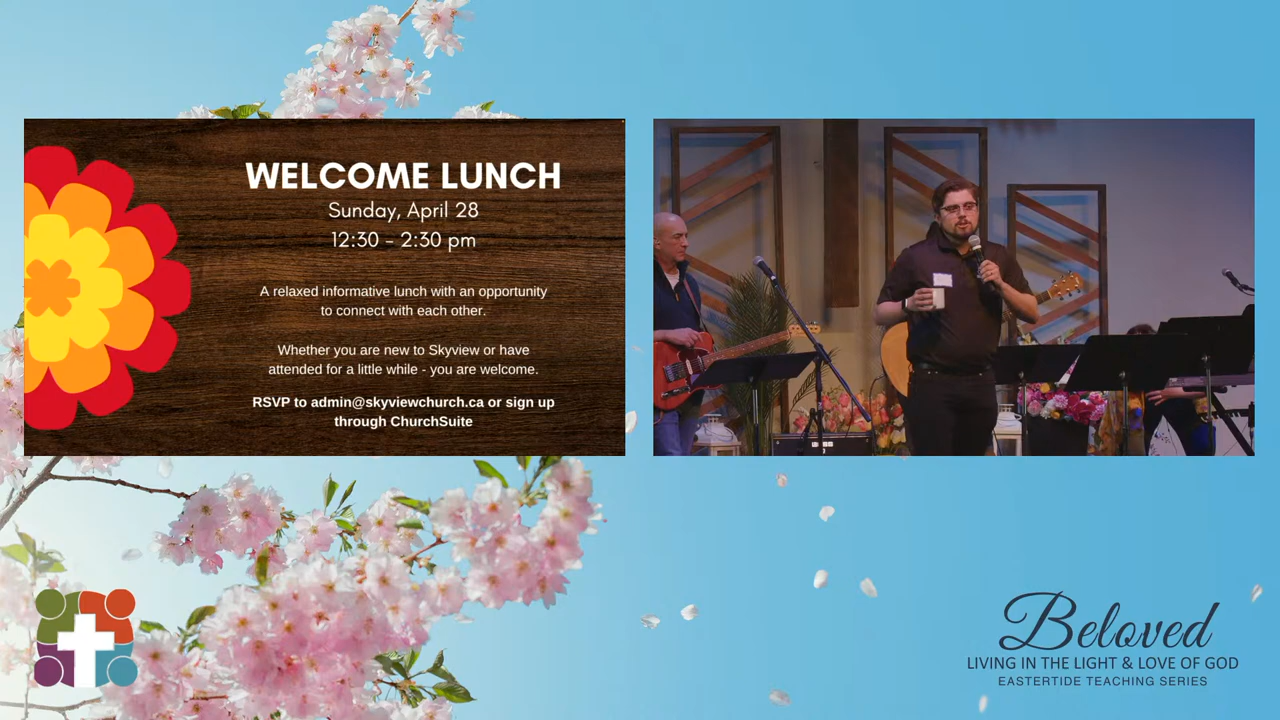 WELCOME LUNCH
Sunday, April 28
12:30 - 2:30 pm
A relaxed informative lunch with an opportunity
to connect with each other.
Whether you are new to Skyview or have
attended for a little while - you are welcome.
RSVP to admin@skyviewchurch.ca or sign up
through ChurchSuite
Beloved
LIVING IN THE LIGHT & LOVE OF GOD
EASTERTIDE TEACHING SERIES